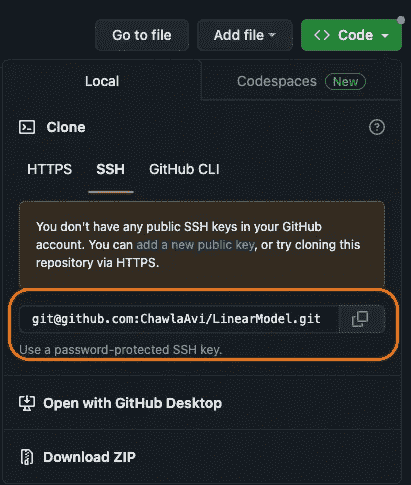 Go to file Add file <> Code
Local Codespaces New
Clone ?
HTTPS SSH GitHub CLI
You don't have any public SSH keys in your GitHub
account. You can add a new public key, or try cloning this
repository via HTTPS.
git@github.com:ChawlaAvi/LinearModel.git
Use a password-protected SSH key.
Open with GitHub Desktop
Download ZIP